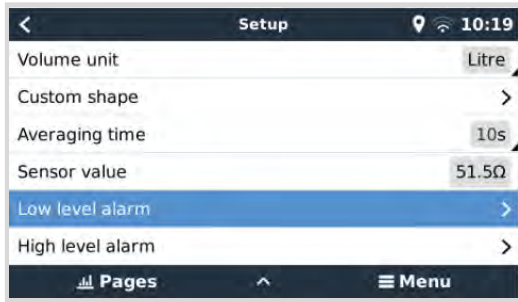 Setup 10:19
Volume unit Litre
Custom shape
Averaging time 10s
Sensor value 51.5Ω
Low level alarm
High level alarm
Pages Menu